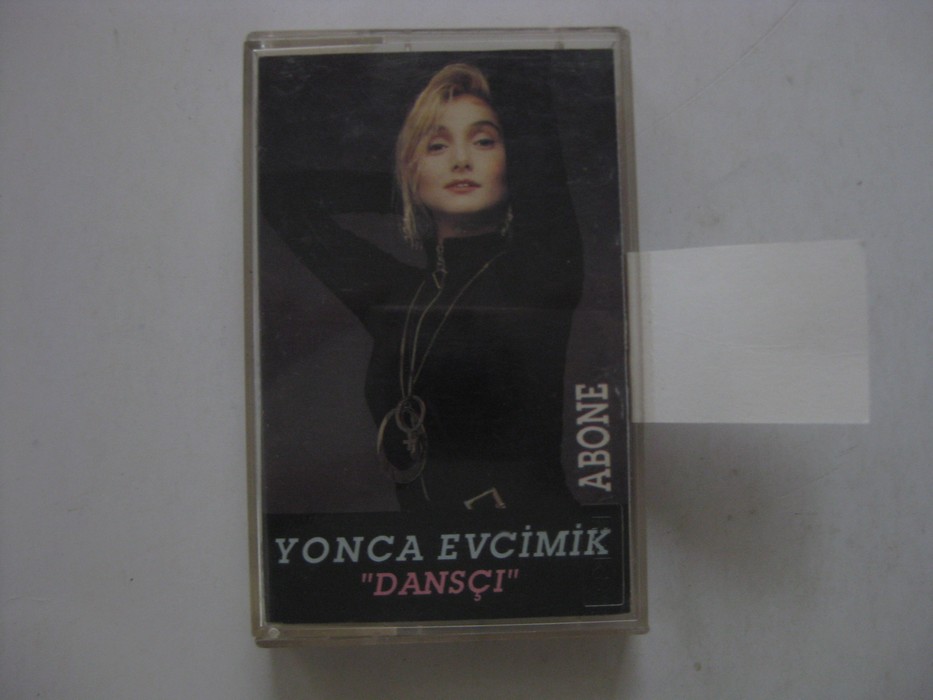 ABONE
YONCA EVCİMİK
"DANSÇI"